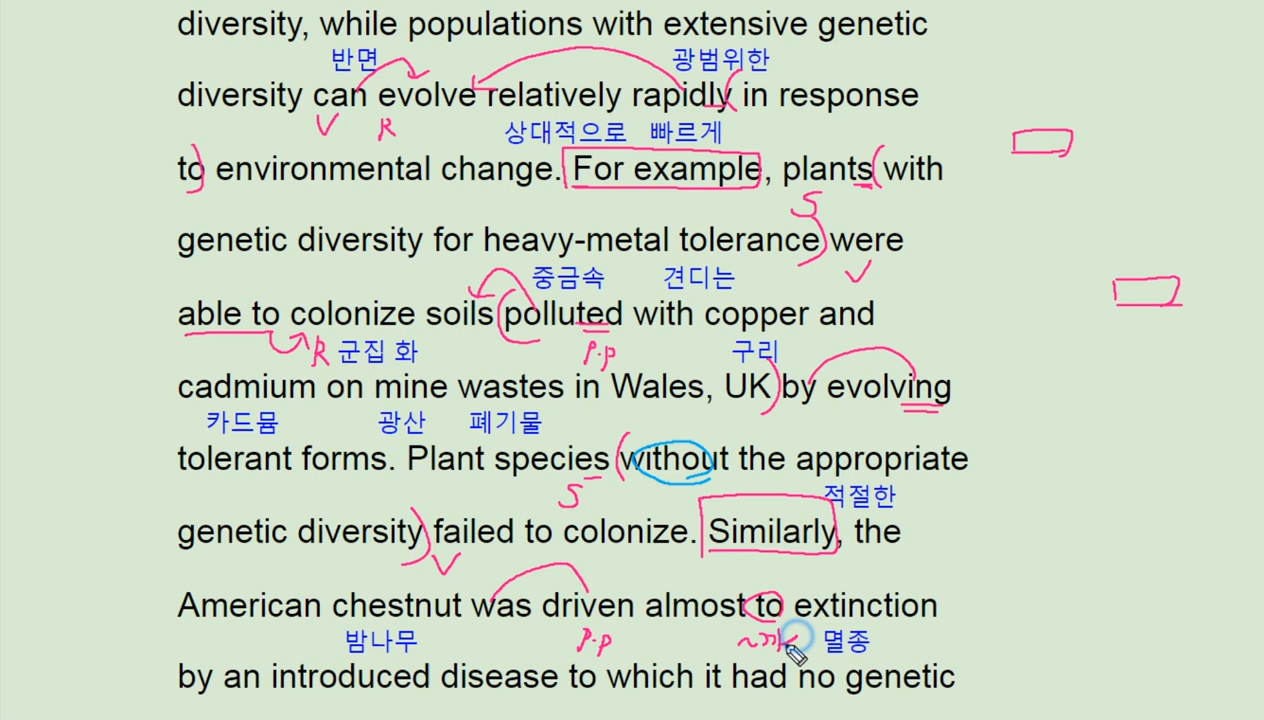 diversity, while populations with extensive genetic
반면 광범위한
diversity can evolve relatively rapidly in response
V R 상대적으로 빠르게
to environmental change. For example, plants with
S
genetic diversity for heavy-metal tolerance were
중금속 견디는 V
able to colonize soils polluted with copper and
R 군집 화 P.P 구리
cadmium on mine wastes in Wales, UK by evolving
카드뮴 광산 폐기물
tolerant forms. Plant species without the appropriate
S 적절한
genetic diversity failed to colonize. Similarly, the
V
American chestnut was driven almost to extinction
밤나무 P.P 멸종
by an introduced disease to which it had no genetic